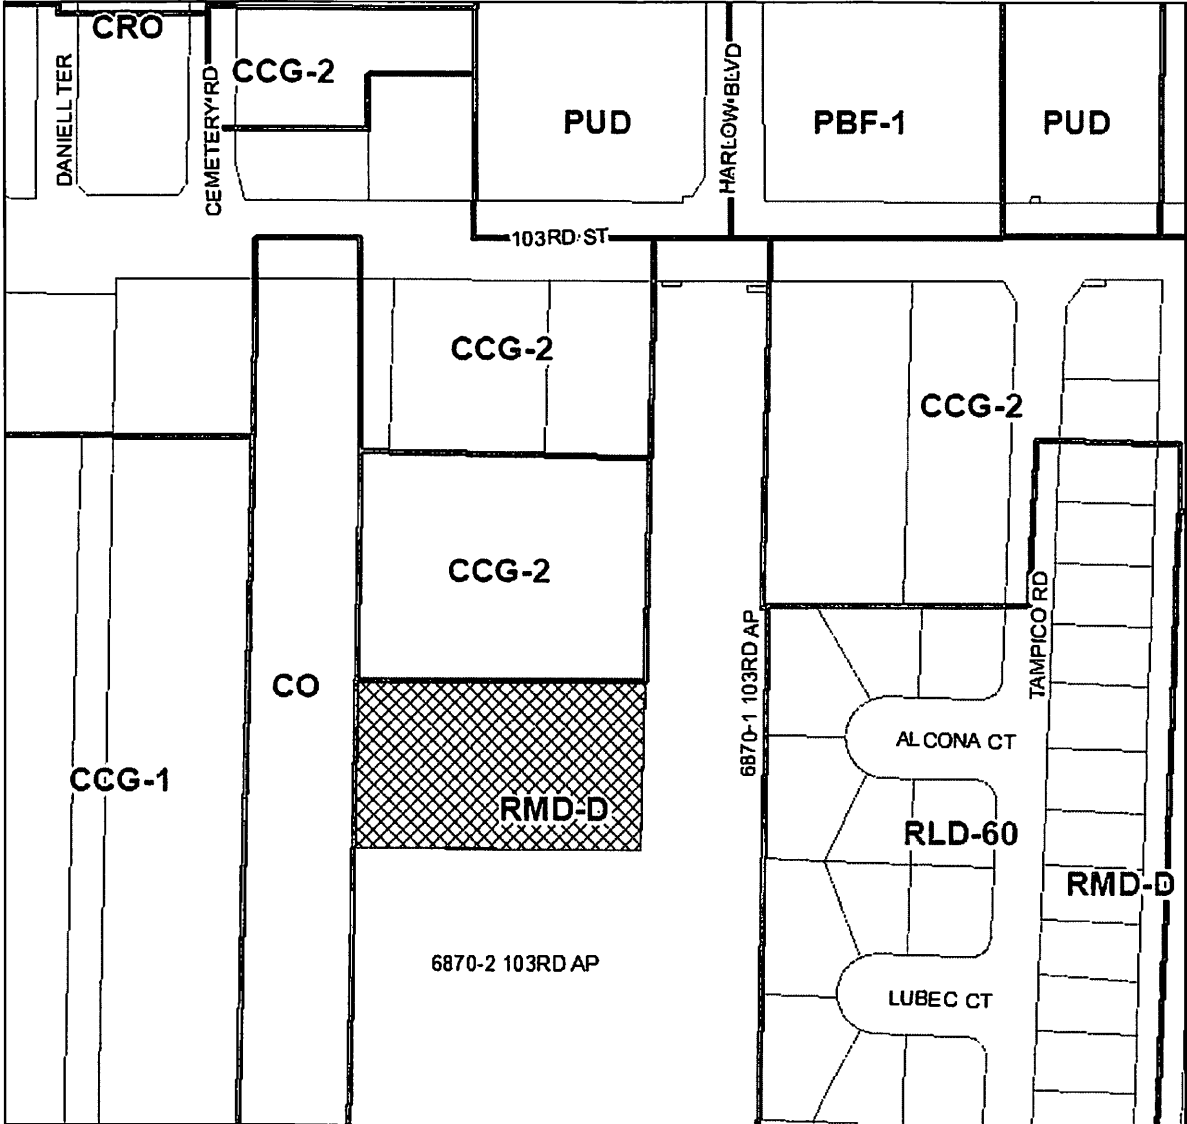 CRO
DANIELL TER
CEMETERY RD
CCG-2
PUD
HARLOW BLVD
PBF-1
PUD
103RD ST
CCG-2
CCG-2
CCG-2
TAMPICO RD
6870-1 103RD AP
CO
ALCONA CT
CCG-1
RMD-D
RLD-60
RMD-D
6870-2 103RD AP
LUBEC CT